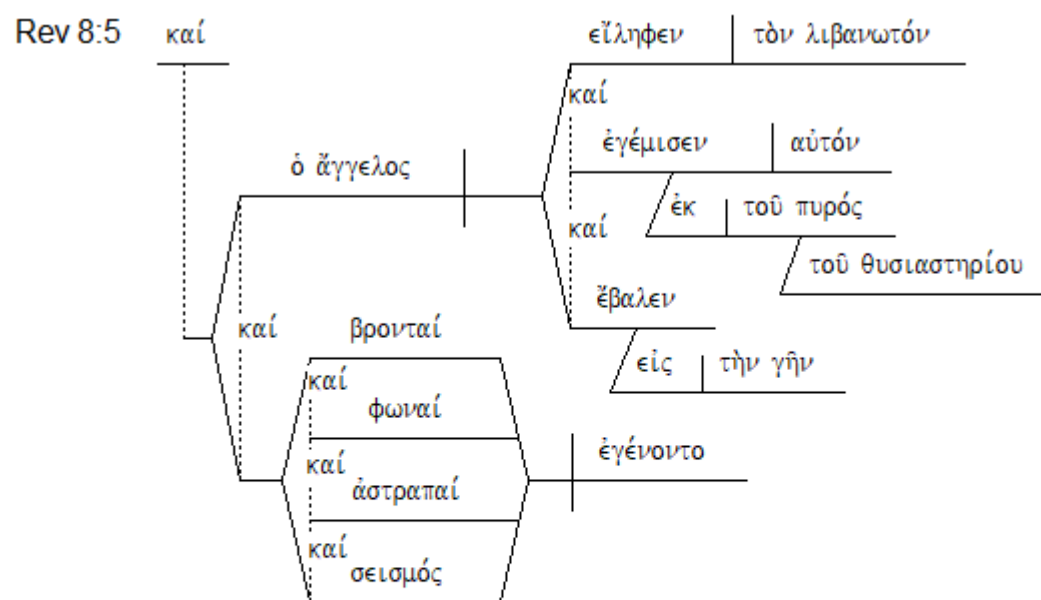 Rev 8:5 καί
εἴληφεν τὸν λιβανωτόν
καί
ἐγέμισεν αὐτόν
ὁ ἄγγελος
ἐκ τοῦ πυρός
καί
τοῦ θυσιαστηρίου
ἔβαλεν
καί
βρονταί
εἰς τὴν γῆν
καί
φωναί
ἐγένοντο
καί
ἀστραπαί
καί
σεισμός